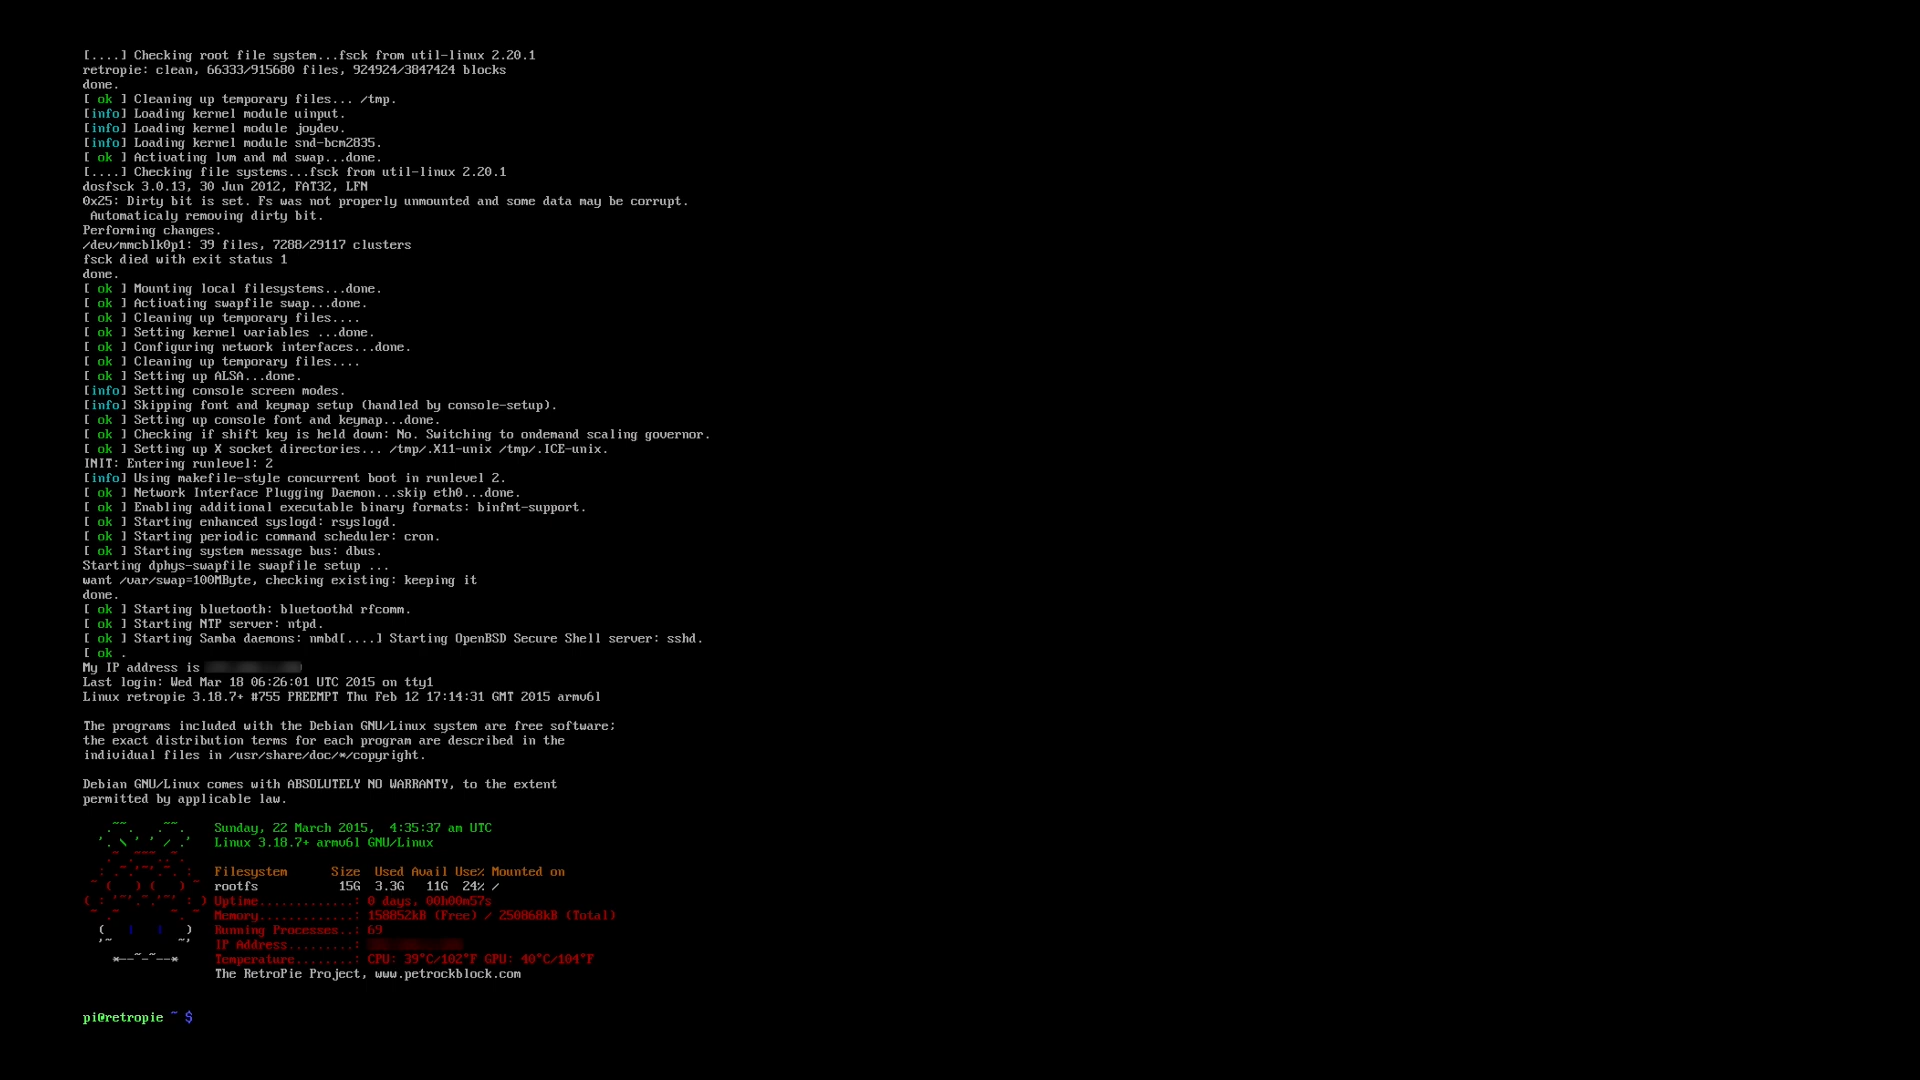 [....] Checking root file system...fsck from util-linux 2.20.1
retropie: clean, 66333/915680 files, 924924/3847424 blocks
done.
[ ok ] Cleaning up temporary files... /tmp.
[info] Loading kernel module uinput.
[info] Loading kernel module joydev.
[info] Loading kernel module snd-bcm2835.
[ ok ] Activating lvm and md swap...done.
[....] Checking file systems...fsck from util-linux 2.20.1
dosfsck 3.0.13, 30 Jun 2012, FAT32, LFN
0x25: Dirty bit is set. Fs was not properly unmounted and some data may be corrupt.
 Automaticaly removing dirty bit.
Performing changes.
/dev/mmcblk0p1: 39 files, 7288/29117 clusters
fsck died with exit status 1
done.
[ ok ] Mounting local filesystems...done.
[ ok ] Activating swapfile swap...done.
[ ok ] Cleaning up temporary files....
[ ok ] Setting kernel variables ...done.
[ ok ] Configuring network interfaces...done.
[ ok ] Cleaning up temporary files....
[ ok ] Setting up ALSA...done.
[info] Setting console screen modes.
[info] Skipping font and keymap setup (handled by console-setup).
[ ok ] Setting up console font and keymap...done.
[ ok ] Checking if shift key is held down: No. Switching to ondemand scaling governor.
[ ok ] Setting up X socket directories... /tmp/.X11-unix /tmp/.ICE-unix.
INIT: Entering runlevel: 2
[info] Using makefile-style concurrent boot in runlevel 2.
[ ok ] Network Interface Plugging Daemon...skip eth0...done.
[ ok ] Enabling additional executable binary formats: binfmt-support.
[ ok ] Starting enhanced syslogd: rsyslogd.
[ ok ] Starting periodic command scheduler: cron.
[ ok ] Starting system message bus: dbus.
Starting dphys-swapfile swapfile setup ...
want /var/swap=100MByte, checking existing: keeping it
done.
[ ok ] Starting bluetooth: bluetoothd rfcomm.
[ ok ] Starting NTP server: ntpd.
[ ok ] Starting Samba daemons: nmbd[....] Starting OpenBSD Secure Shell server: sshd.
[ ok .
My IP address is
Last login: Wed Mar 18 06:26:01 UTC 2015 on tty1
Linux retropie 3.18.7+ #755 PREEMPT Thu Feb 12 17:14:31 GMT 2015 armv6l
The programs included with the Debian GNU/Linux system are free software;
the exact distribution terms for each program are described in the
individual files in /usr/share/doc/*/copyright.
Debian GNU/Linux comes with ABSOLUTELY NO WARRANTY, to the extent
permitted by applicable law.
Sunday, 22 March 2015,  4:35:37 am UTC
Linux 3.18.7+ armv6l GNU/Linux
Filesystem      Size  Used Avail Use% Mounted on
rootfs           15G  3.3G   11G  24% /
Uptime.............: 0 days, 00h00m57s
Memory.............: 158852kB (Free) / 250868kB (Total)
Running Processes..: 69
IP Address.........:
Temperature........: CPU: 39°C/102°F GPU: 40°C/104°F
The RetroPie Project, www.petrockblock.com
pi@retropie ~ $